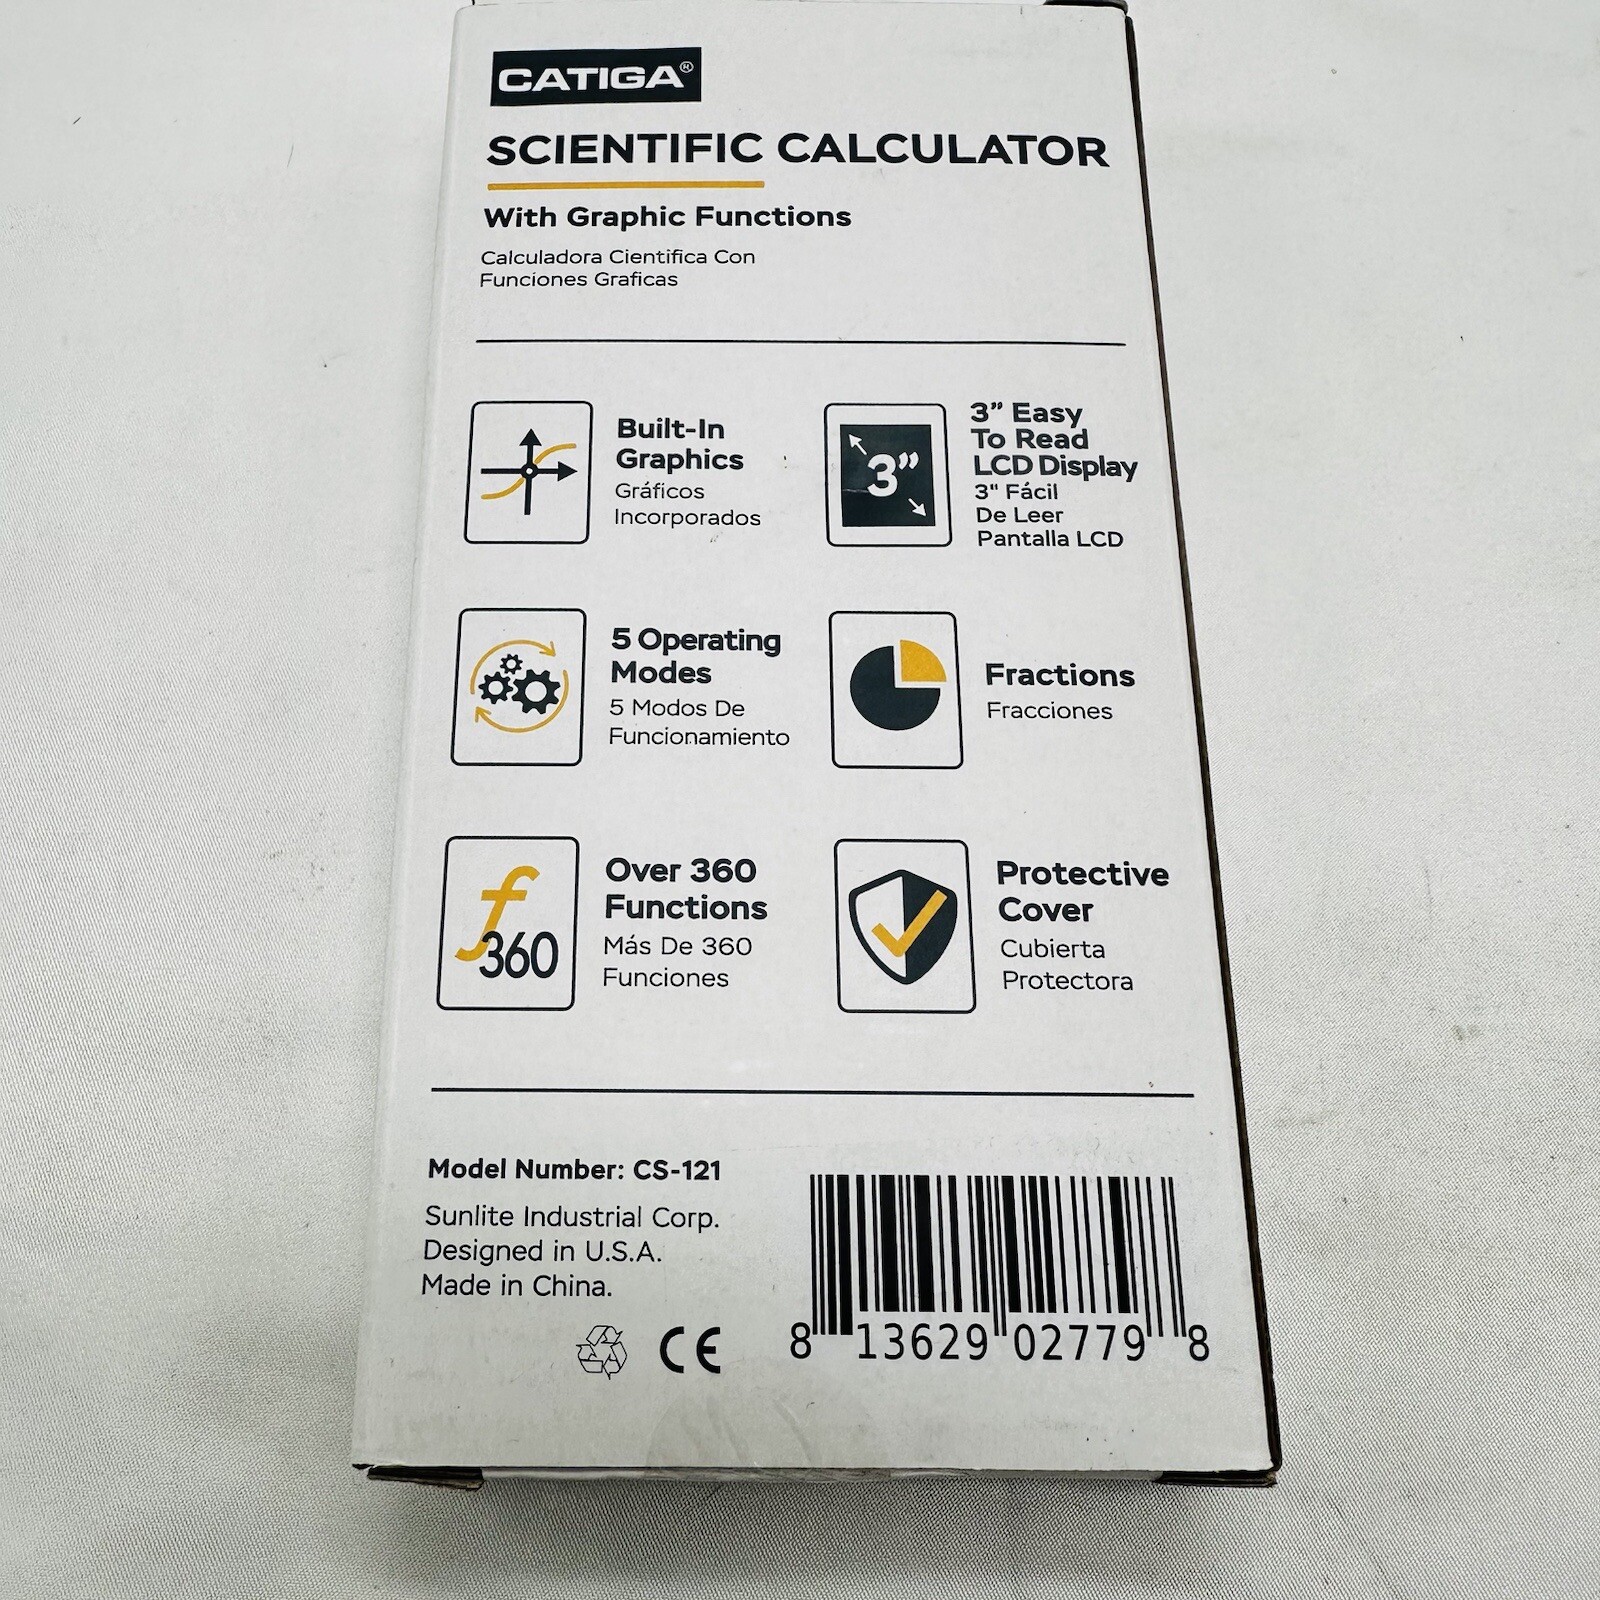 CATIGA®
SCIENTIFIC CALCULATOR
With Graphic Functions
Calculadora Cientifica Con
Funciones Graficas
Built-In
Graphics
Gráficos
Incorporados
3”
3” Easy
To Read
LCD Display
3" Fácil
De Leer
Pantalla LCD
5 Operating
Modes
5 Modos De
Funcionamiento
Fractions
Fracciones
f
360
Over 360
Functions
Más De 360
Funciones
Protective
Cover
Cubierta
Protectora
Model Number: CS-121
Sunlite Industrial Corp.
Designed in U.S.A.
Made in China.
CE
8 13629 02779 8